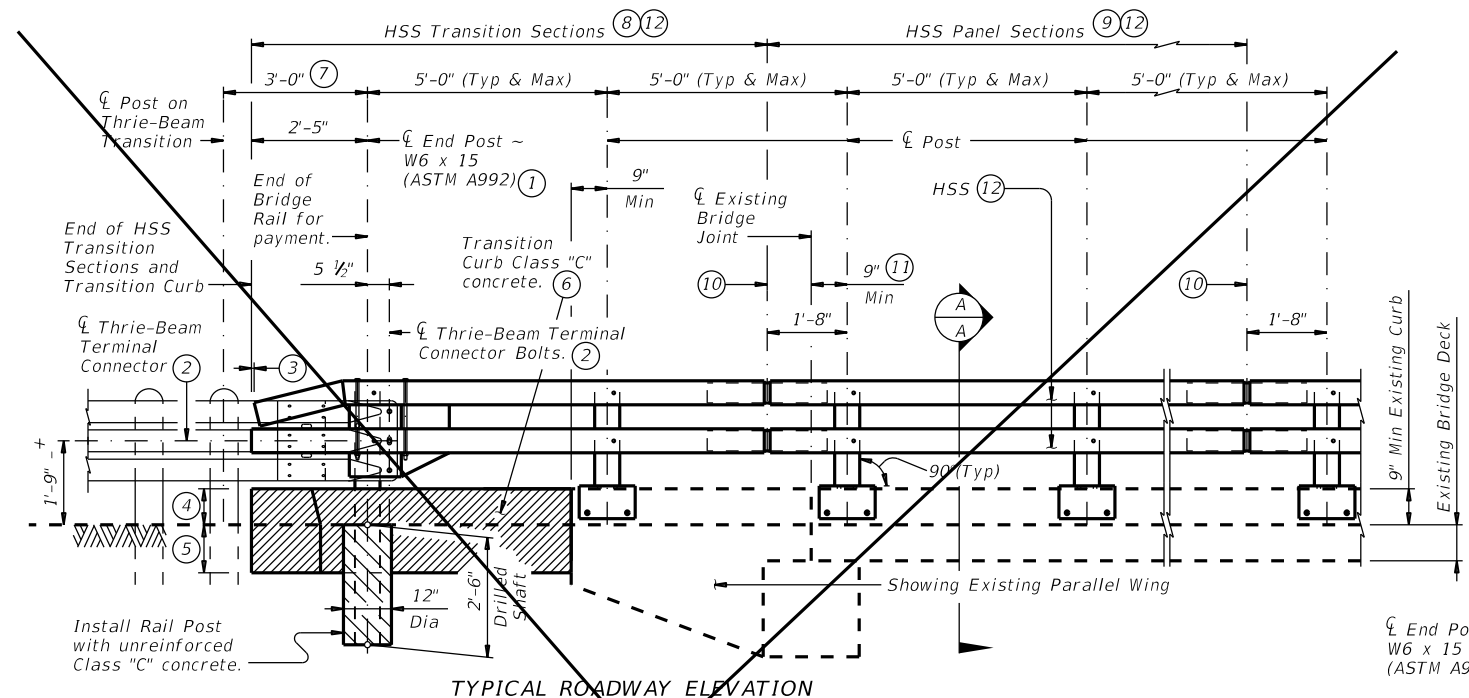 HSS Transition Sections 8 12
HSS Panel Sections 9 12
3'-0" 7
5'-0" (Typ & Max)
5'-0" (Typ & Max)
5'-0" (Typ & Max)
5'-0" (Typ & Max)
℄ Post on
Thrie-Beam
Transition
2'-5"
℄ End Post ~
W6 x 15
(ASTM A992) 1
℄ Post
End of
Bridge
Rail for
payment.
9"
Min
℄ Existing
Bridge
Joint
HSS 12
End of HSS
Transition
Sections and
Transition Curb
5 ½"
Transition
Curb Class "C"
concrete. 6
10
9" 11
Min
A
A
10
℄ Thrie-Beam
Terminal
Connector 2
3
℄ Thrie-Beam Terminal
Connector Bolts. 2
1'-8"
1'-8"
9" Min Existing Curb
Existing Bridge Deck
1'-9" +-
90°(Typ)
4
5
12"
Dia
2'-6"
Drilled
Shaft
Showing Existing Parallel Wing
Install Rail Post
with unreinforced
Class "C" concrete.
℄ End Po
W6 x 15
(ASTM A9
TYPICAL ROADWAY ELEVATION